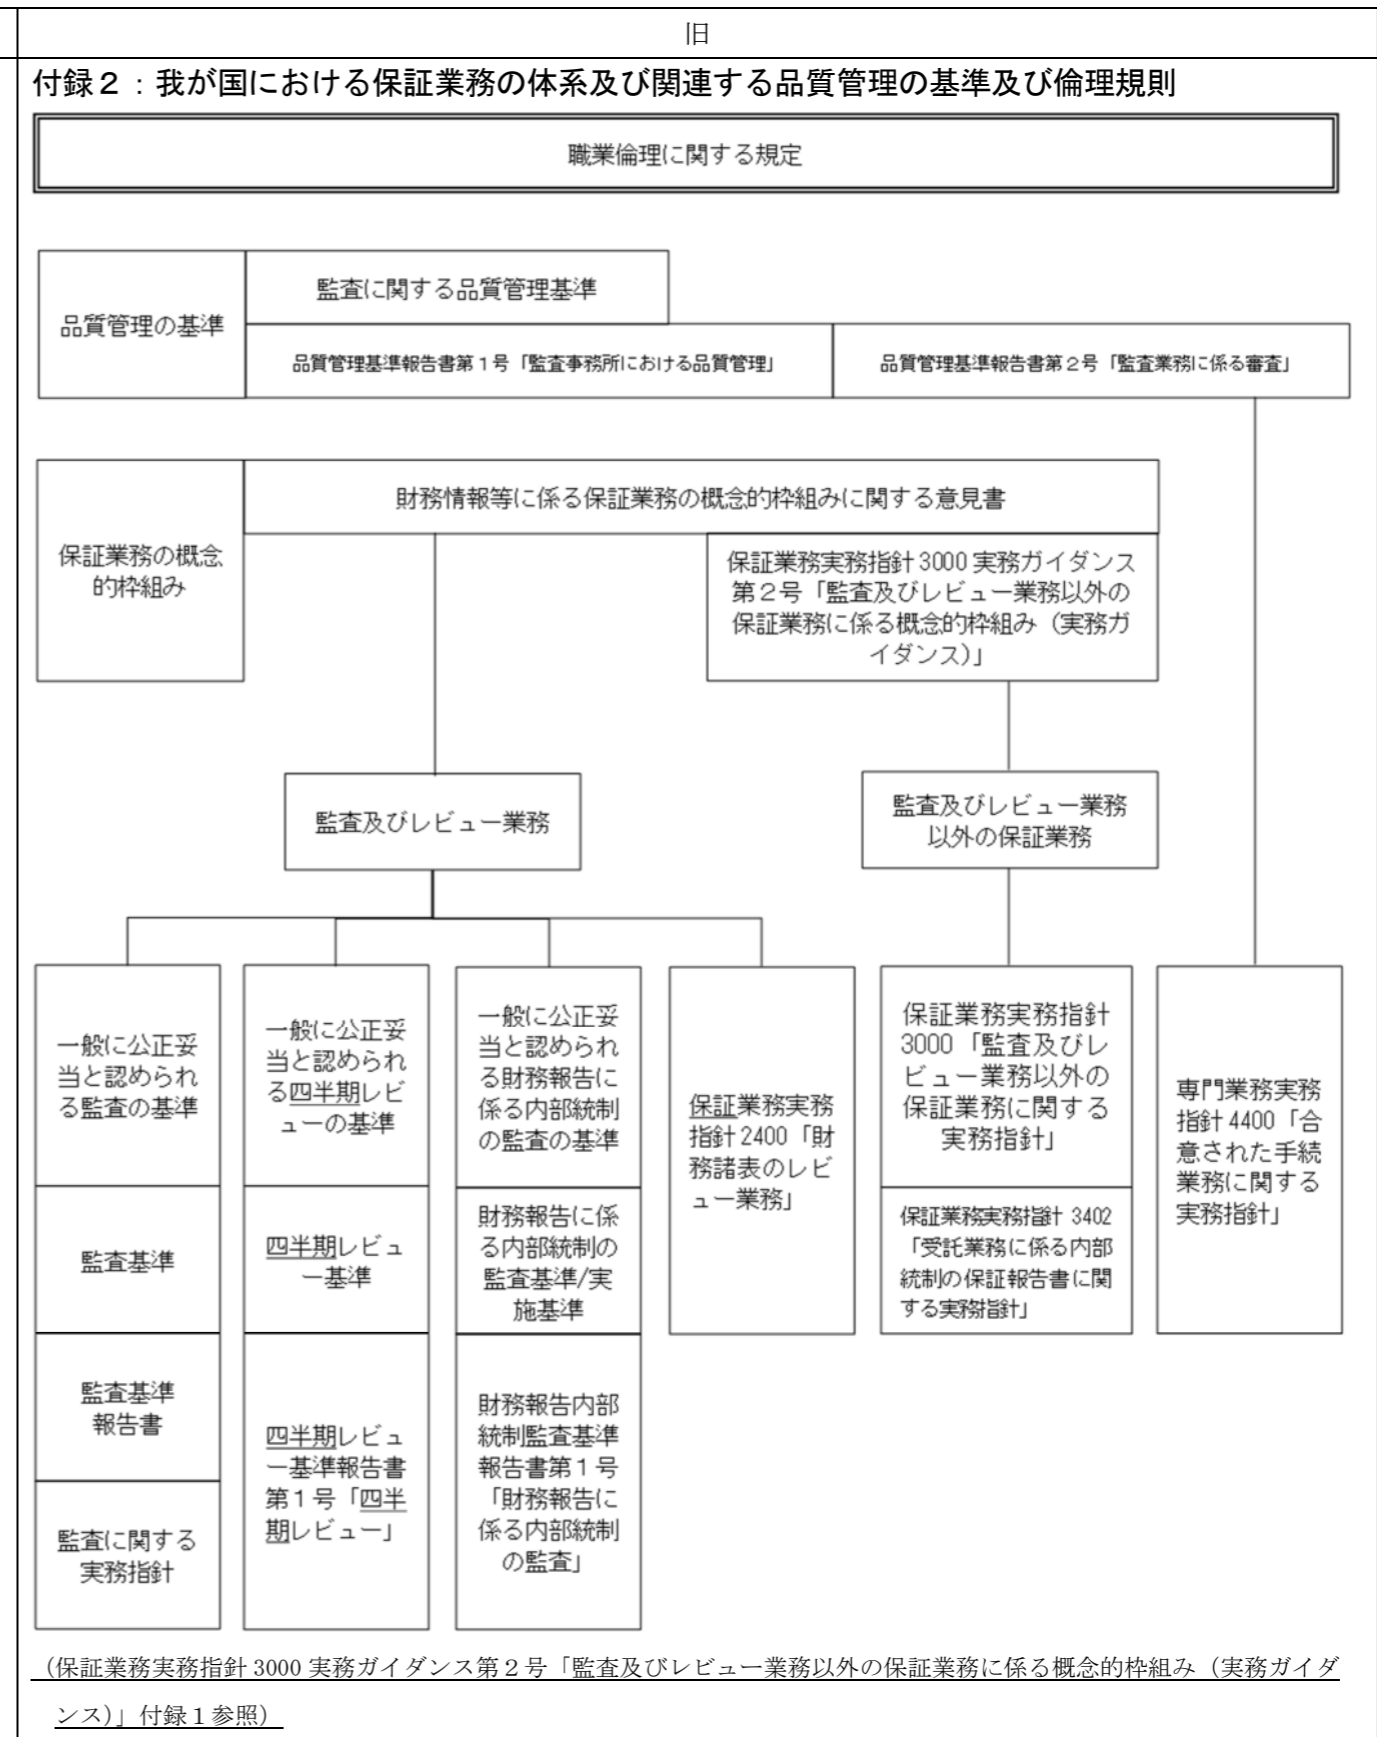 旧
付録２：我が国における保証業務の体系及び関連する品質管理の基準及び倫理規則
職業倫理に関する規定
品質管理の基準
監査に関する品質管理基準
品質管理基準報告書第１号「監査事務所における品質管理」
品質管理基準報告書第２号「監査業務に係る審査」
保証業務の概念
的枠組み
財務情報等に係る保証業務の概念的枠組みに関する意見書
保証業務実務指針 3000 実務ガイダンス
第２号「監査及びレビュー業務以外の
保証業務に係る概念的枠組み（実務ガ
イダンス）」
監査及びレビュー業務
監査及びレビュー業務
以外の保証業務
一般に公正妥
当と認められ
る監査の基準
監査基準
監査基準
報告書
監査に関する
実務指針
一般に公正妥
当と認められ
る四半期レビ
ューの基準
四半期レビュ
ー基準
四半期レビュ
ー基準報告書
第１号「四半
期レビュー」
一般に公正妥
当と認められ
る財務報告に
係る内部統制
の監査の基準
財務報告に係
る内部統制の
監査基準/実
施基準
財務報告内部
統制監査基準
報告書第１号
「財務報告に
係る内部統制
の監査」
保証業務実務
指針 2400「財
務諸表のレビ
ュー業務」
保証業務実務指針
3000「監査及びレ
ビュー業務以外の
保証業務に関する
実務指針」
保証業務実務指針 3402
「受託業務に係る内部
統制の保証報告書に関
する実務指針」
専門業務実務
指針 4400「合
意された手続
業務に関する
実務指針」
（保証業務実務指針 3000 実務ガイダンス第２号「監査及びレビュー業務以外の保証業務に係る概念的枠組み（実務ガイダ
ンス）」付録１参照）